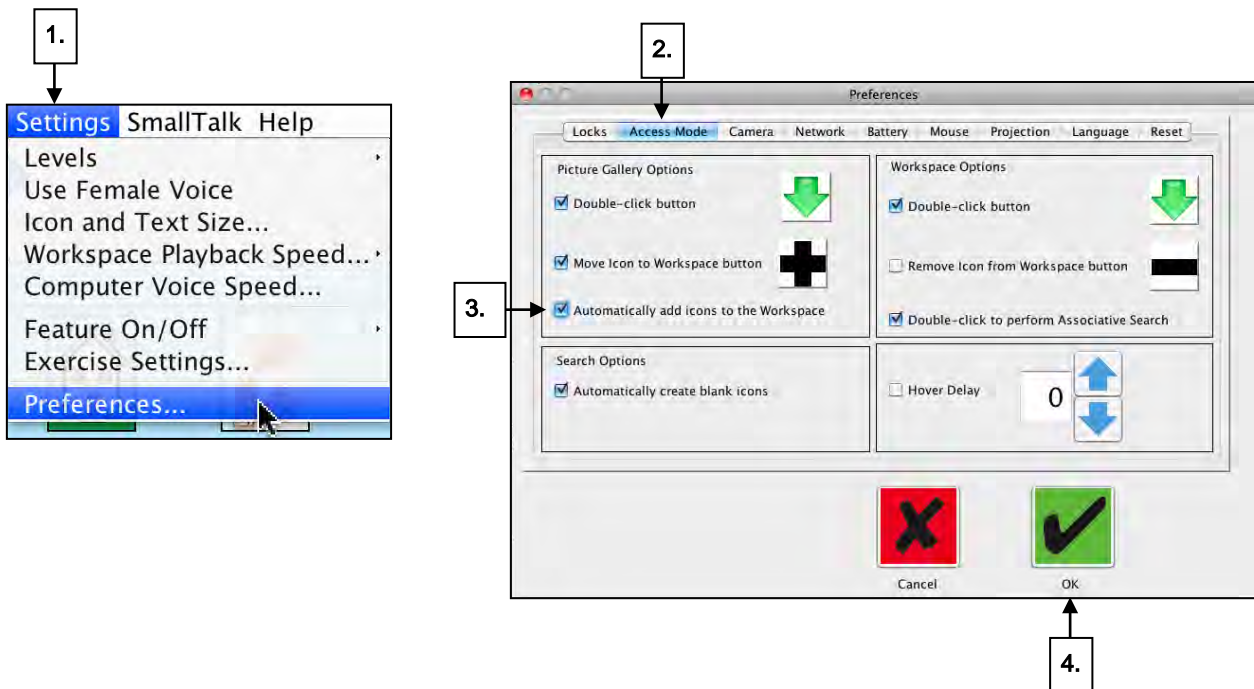 1.
Settings SmallTalk Help
Levels
Use Female Voice
Icon and Text Size...
Workspace Playback Speed...
Computer Voice Speed...
Feature On/Off
Exercise Settings...
Preferences...
2.
Preferences
Locks Access Mode Camera Network Battery Mouse Projection Language Reset
Picture Gallery Options
Double-click button
Move Icon to Workspace button
3.
Automatically add icons to the Workspace
Workspace Options
Double-click button
Remove Icon from Workspace button
Double-click to perform Associative Search
Search Options
Automatically create blank icons
Hover Delay 0
Cancel
OK
4.